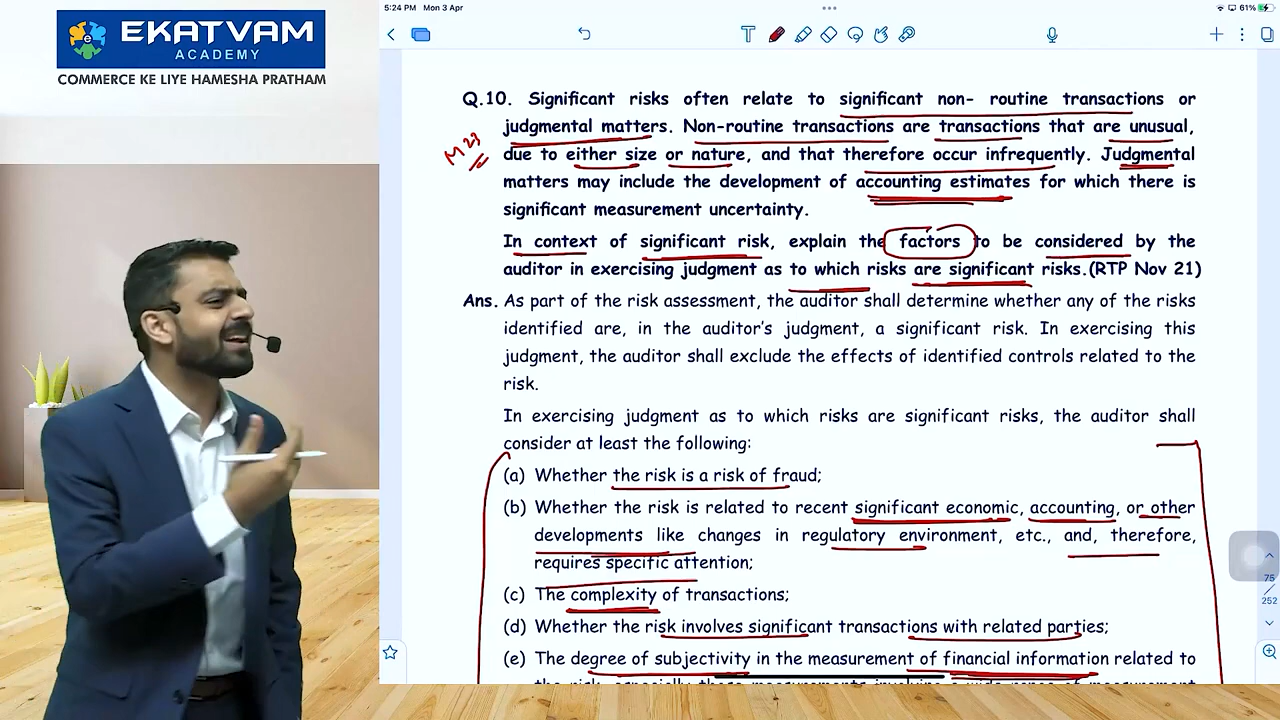 EKATVAM
ACADEMY
COMMERCE KE LIYE HAMESHA PRATHAM
5:24 PM Mon 3 Apr
61%
Q.10. Significant risks often relate to significant non- routine transactions or
judgmental matters. Non-routine transactions are transactions that are unusual,
M23
due to either size or nature, and that therefore occur infrequently. Judgmental
matters may include the development of accounting estimates for which there is
significant measurement uncertainty.
In context of significant risk, explain the factors to be considered by the
auditor in exercising judgment as to which risks are significant risks.(RTP Nov 21)
Ans. As part of the risk assessment, the auditor shall determine whether any of the risks
identified are, in the auditor's judgment, a significant risk. In exercising this
judgment, the auditor shall exclude the effects of identified controls related to the
risk.
In exercising judgment as to which risks are significant risks, the auditor shall
consider at least the following:
(a) Whether the risk is a risk of fraud;
(b) Whether the risk is related to recent significant economic, accounting, or other
developments like changes in regulatory environment, etc., and, therefore,
requires specific attention;
(c) The complexity of transactions;
(d) Whether the risk involves significant transactions with related parties;
(e) The degree of subjectivity in the measurement of financial information related to
75
252